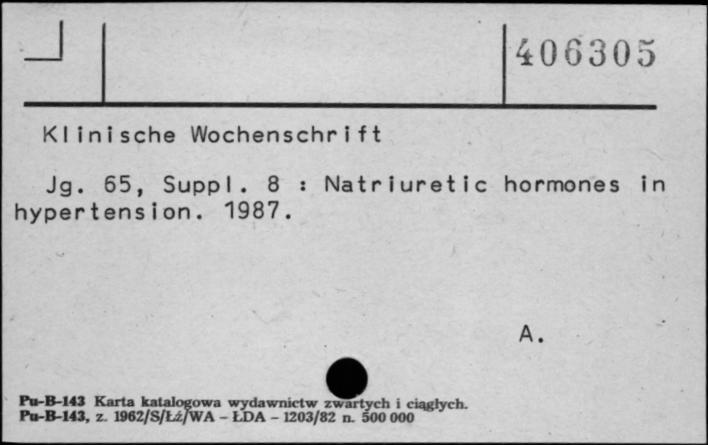 406305
Klinische Wochenschrift
Jg. 65, Suppl. 8 : Natriuretic hormones in
hypertension. 1987.
A.
Pu-B-143 Karta katalogowa wydawnictw zwartych i ciągłych.
Pu-B-143, z. 1962/S/Łź/WA - ŁDA - 1203/82 n. 500 000